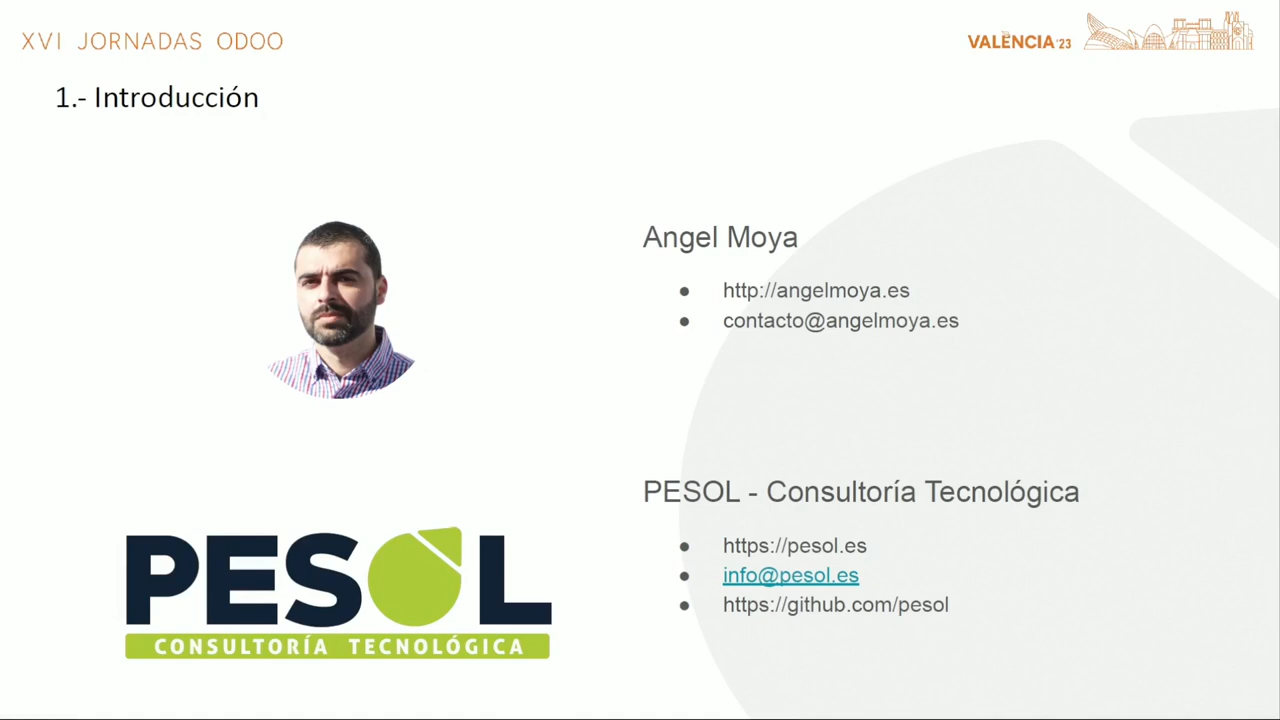 XVI JORNADAS ODOO
VALÈNCIA'23
1.- Introducción
Angel Moya
● http://angelmoya.es
● contacto@angelmoya.es
PESOL - Consultoría Tecnológica
● https://pesol.es
● info@pesol.es
● https://github.com/pesol
PESOL
CONSULTORÍA TECNOLÓGICA